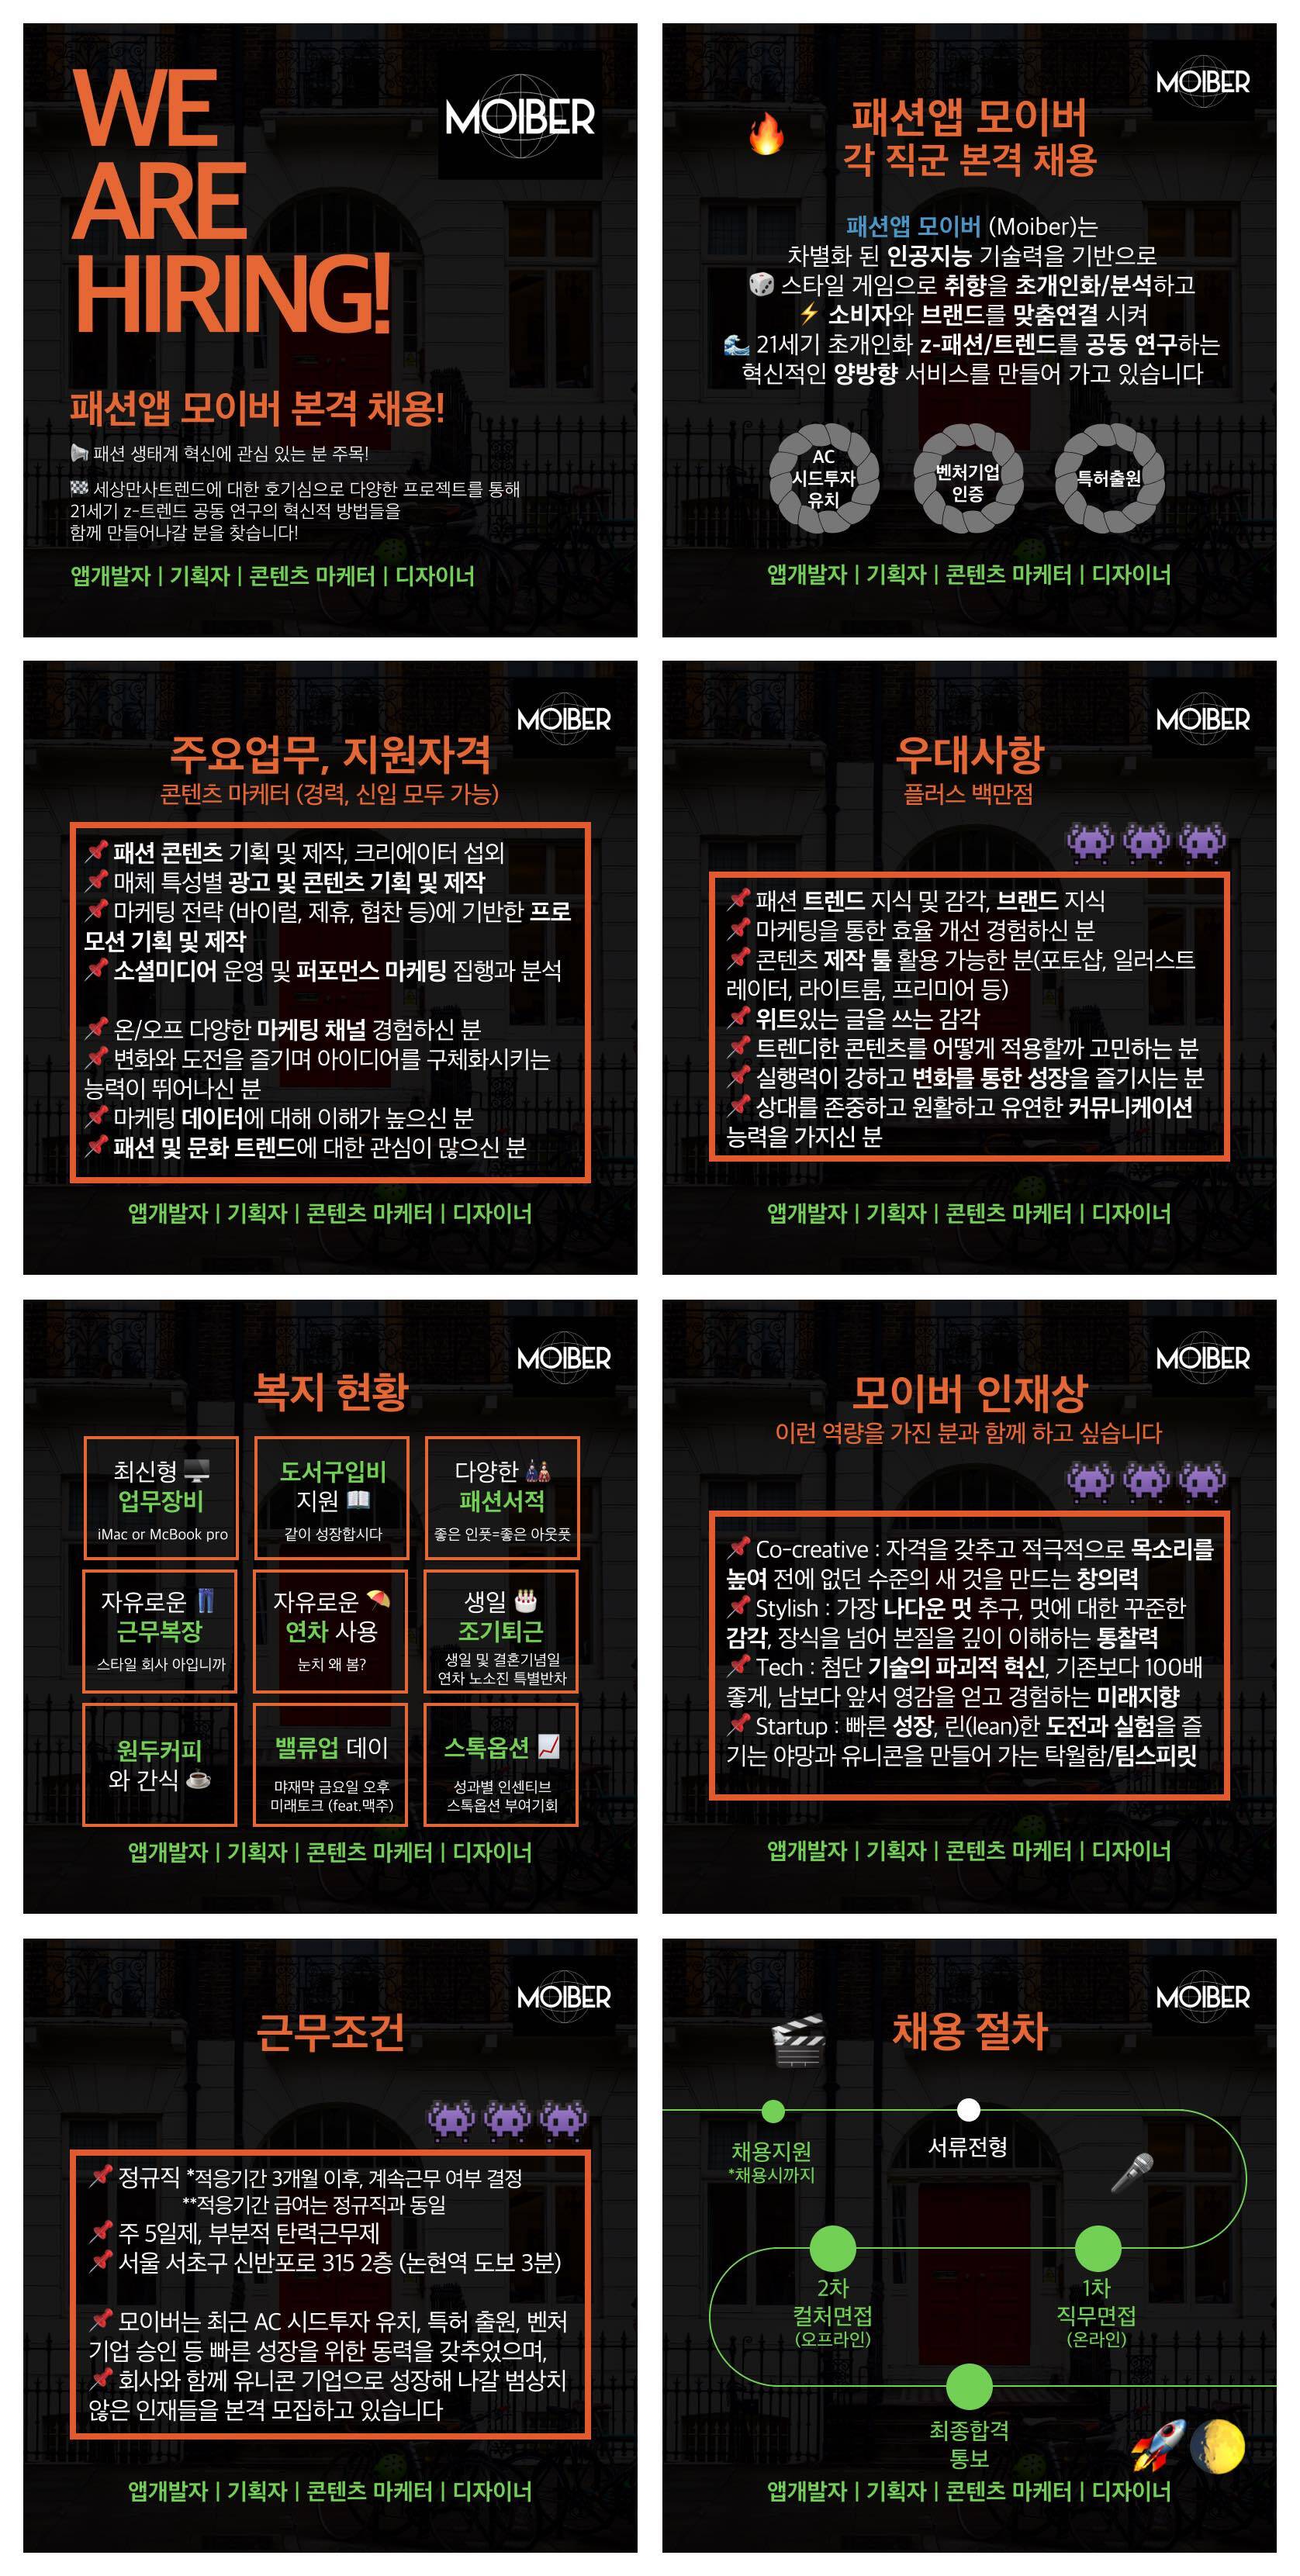 WE
ARE
HIRING!
MOIBER
패션앱 모이버 본격 채용!
패션 생태계 혁신에 관심 있는 분 주목!
세상만사트렌드에 대한 호기심으로 다양한 프로젝트를 통해
21세기 z-트렌드 공동 연구의 혁신적 방법들을
함께 만들어나갈 분을 찾습니다!
앱개발자 | 기획자 | 콘텐츠 마케터 | 디자이너
MOIBER
패션앱 모이버
각 직군 본격 채용
패션앱 모이버 (Moiber)는
차별화 된 인공지능 기술력을 기반으로
스타일 게임으로 취향을 초개인화/분석하고
소비자와 브랜드를 맞춤연결 시켜
21세기 초개인화 z-패션/트렌드를 공동 연구하는
혁신적인 양방향 서비스를 만들어 가고 있습니다
AC
시드투자
유치
벤처기업
인증
특허출원
앱개발자 | 기획자 | 콘텐츠 마케터 | 디자이너
MOIBER
주요업무, 지원자격
콘텐츠 마케터 (경력, 신입 모두 가능)
패션 콘텐츠 기획 및 제작, 크리에이터 섭외
매체 특성별 광고 및 콘텐츠 기획 및 제작
마케팅 전략 (바이럴, 제휴, 협찬 등)에 기반한 프로
모션 기획 및 제작
소셜미디어 운영 및 퍼포먼스 마케팅 집행과 분석
온/오프 다양한 마케팅 채널 경험하신 분
변화와 도전을 즐기며 아이디어를 구체화시키는
능력이 뛰어나신 분
마케팅 데이터에 대해 이해가 높으신 분
패션 및 문화 트렌드에 대한 관심이 많으신 분
앱개발자 | 기획자 | 콘텐츠 마케터 | 디자이너
MOIBER
우대사항
플러스 백만점
패션 트렌드 지식 및 감각, 브랜드 지식
마케팅을 통한 효율 개선 경험하신 분
콘텐츠 제작 툴 활용 가능한 분(포토샵, 일러스트
레이터, 라이트룸, 프리미어 등)
위트있는 글을 쓰는 감각
트렌디한 콘텐츠를 어떻게 적용할까 고민하는 분
실행력이 강하고 변화를 통한 성장을 즐기시는 분
상대를 존중하고 원활하고 유연한 커뮤니케이션
능력을 가지신 분
앱개발자 | 기획자 | 콘텐츠 마케터 | 디자이너
MOIBER
복지 현황
최신형
업무장비
iMac or McBook pro
도서구입비
지원
같이 성장합시다
다양한
패션서적
좋은 인풋=좋은 아웃풋
자유로운
근무복장
스타일 회사 아입니까
자유로운
연차 사용
눈치 왜 봄?
생일
조기퇴근
생일 및 결혼기념일
연차 노소진 특별반차
원두커피
와 간식
밸류업 데이
먀재먁 금요일 오후
미래토크 (feat.맥주)
스톡옵션
성과별 인센티브
스톡옵션 부여기회
앱개발자 | 기획자 | 콘텐츠 마케터 | 디자이너
MOIBER
모이버 인재상
이런 역량을 가진 분과 함께 하고 싶습니다
Co-creative : 자격을 갖추고 적극적으로 목소리를
높여 전에 없던 수준의 새 것을 만드는 창의력
Stylish : 가장 나다운 멋 추구, 멋에 대한 꾸준한
감각, 장식을 넘어 본질을 깊이 이해하는 통찰력
Tech : 첨단 기술의 파괴적 혁신, 기존보다 100배
좋게, 남보다 앞서 영감을 얻고 경험하는 미래지향
Startup : 빠른 성장, 린(lean)한 도전과 실험을 즐
기는 야망과 유니콘을 만들어 가는 탁월함/팀스피릿
앱개발자 | 기획자 | 콘텐츠 마케터 | 디자이너
MOIBER
근무조건
정규직 *적응기간 3개월 이후, 계속근무 여부 결정
**적응기간 급여는 정규직과 동일
주 5일제, 부분적 탄력근무제
서울 서초구 신반포로 315 2층 (논현역 도보 3분)
모이버는 최근 AC 시드투자 유치, 특허 출원, 벤처
기업 승인 등 빠른 성장을 위한 동력을 갖추었으며,
회사와 함께 유니콘 기업으로 성장해 나갈 범상치
않은 인재들을 본격 모집하고 있습니다
앱개발자 | 기획자 | 콘텐츠 마케터 | 디자이너
MOIBER
채용 절차
채용지원
*채용시까지
서류전형
2차
컬처면접
(오프라인)
1차
직무면접
(온라인)
최종합격
통보
앱개발자 | 기획자 | 콘텐츠 마케터 | 디자이너